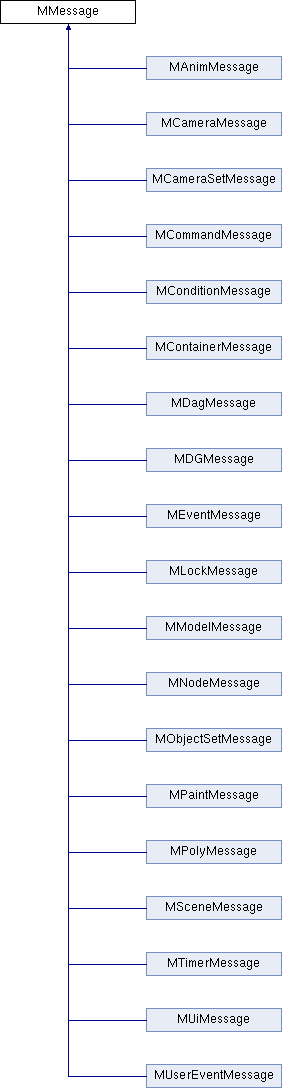 MMessage
MAnimMessage
MCameraMessage
MCameraSetMessage
MCommandMessage
MConditionMessage
MContainerMessage
MDagMessage
MDGMessage
MEventMessage
MLockMessage
MModelMessage
MNodeMessage
MObjectSetMessage
MPaintMessage
MPolyMessage
MSceneMessage
MTimerMessage
MUiMessage
MUserEventMessage